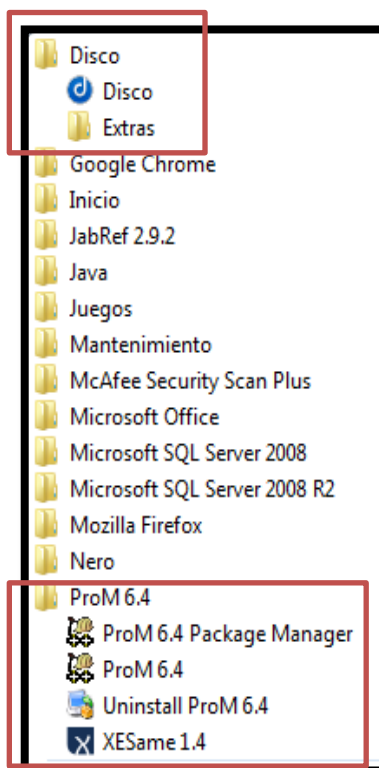 Disco
Disco
Extras
Google Chrome
Inicio
JabRef 2.9.2
Java
Juegos
Mantenimiento
McAfee Security Scan Plus
Microsoft Office
Microsoft SQL Server 2008
Microsoft SQL Server 2008 R2
Mozilla Firefox
Nero
ProM 6.4
ProM 6.4 Package Manager
ProM 6.4
Uninstall ProM 6.4
XESame 1.4